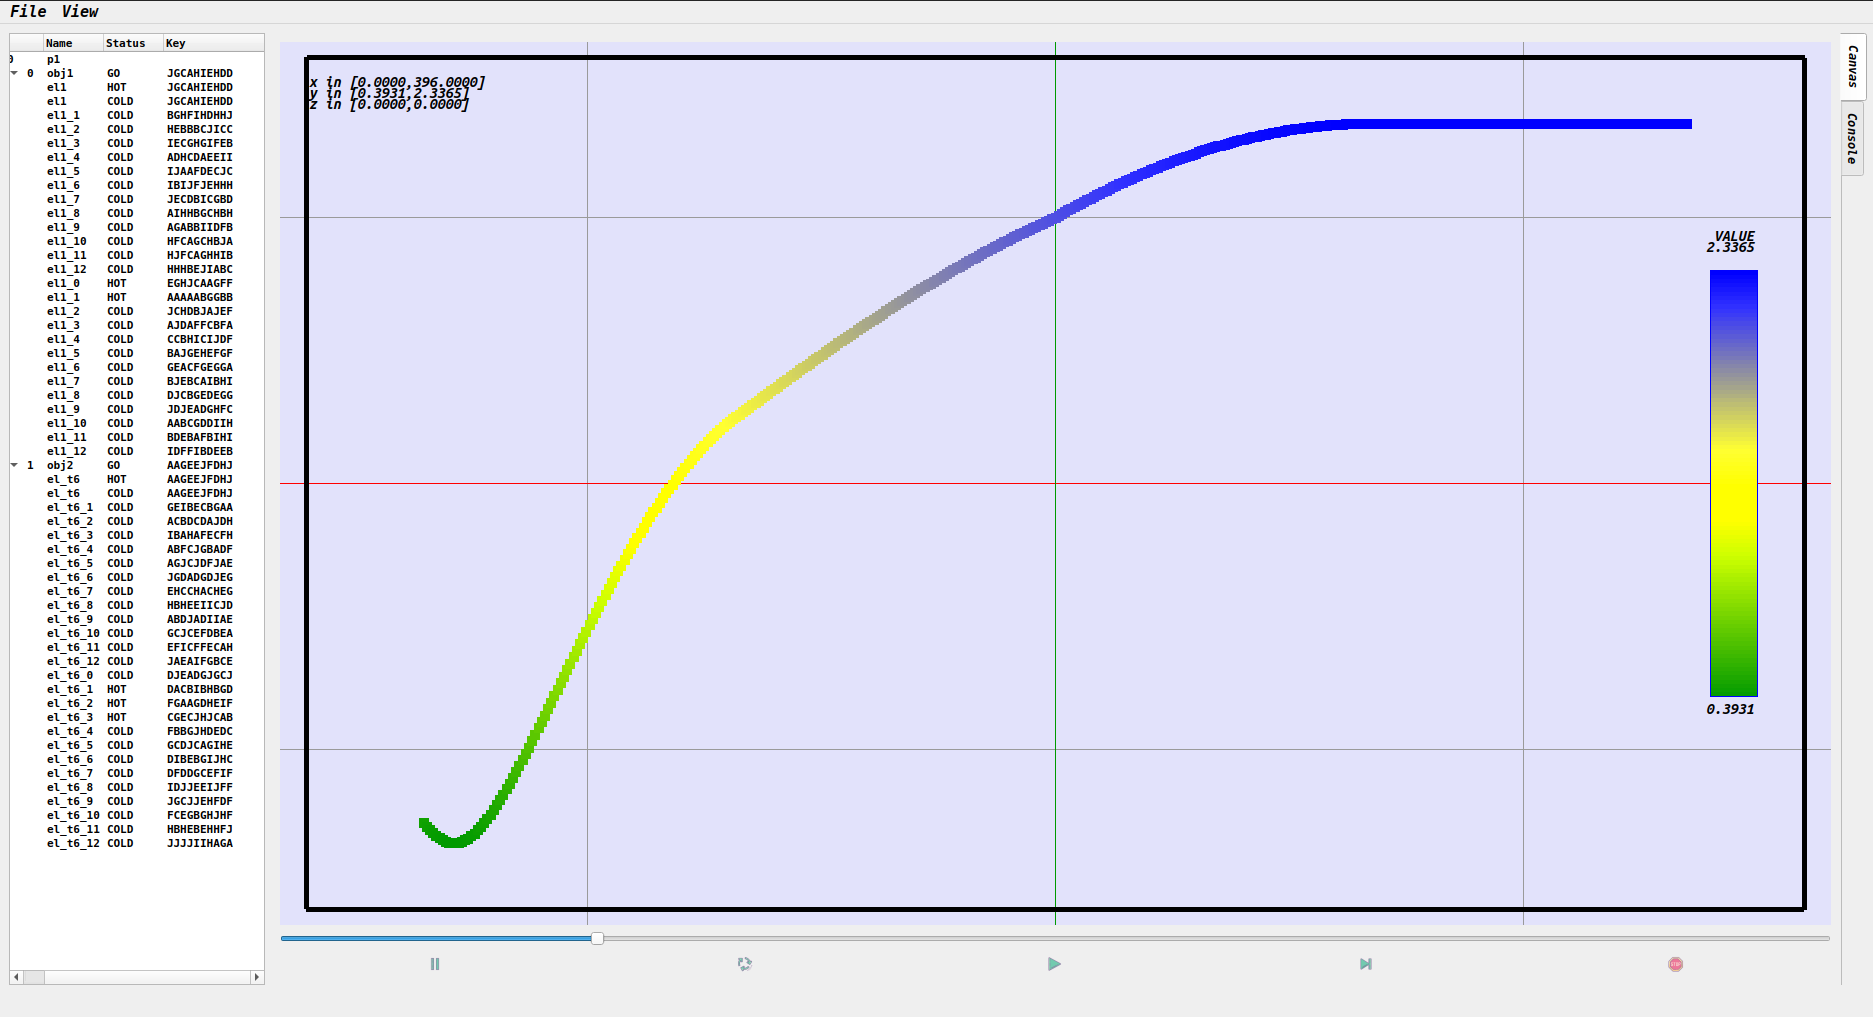 File View
Name Status Key
p1
0 obj1 GO JGCAHIEHDD
el1 HOT JGCAHIEHDD
el1 COLD JGCAHIEHDD
el1_1 COLD BGHFIHDHHJ
el1_2 COLD HEBBBCJICC
el1_3 COLD IECGHGIFEB
el1_4 COLD ADHCDAEEII
el1_5 COLD IJAAFDECJC
el1_6 COLD IBIJFJEHHH
el1_7 COLD JECDBICGBD
el1_8 COLD AIHHBGCHBH
el1_9 COLD AGABBIIDFB
el1_10 COLD HFCAGCHBJA
el1_11 COLD HJFCAGHHIB
el1_12 COLD HHHBEJIABC
el1_0 HOT EGHJCAAGFF
el1_1 HOT AAAAABGGBB
el1_2 COLD JCHDBJAJEF
el1_3 COLD AJDAFFCBFA
el1_4 COLD CCBHICIJDF
el1_5 COLD BAJGEHEFGF
el1_6 COLD GEACFGEGGA
el1_7 COLD BJEBCAIBHI
el1_8 COLD DJCBGEDEGG
el1_9 COLD JDJEADGHFC
el1_10 COLD AABCGDDIIH
el1_11 COLD BDEBAFBIHI
el1_12 COLD IDFFIBDEEB
1 obj2 GO AAGEEJFDHJ
el_t6 HOT AAGEEJFDHJ
el_t6 COLD AAGEEJFDHJ
el_t6_1 COLD GEIBECBGAA
el_t6_2 COLD ACBDCDAJDH
el_t6_3 COLD IBAHAFECFH
el_t6_4 COLD ABFCJGBADF
el_t6_5 COLD AGJCJDFJAE
el_t6_6 COLD JGDADGDJEG
el_t6_7 COLD EHCCHACHEG
el_t6_8 COLD HBHEEIICJD
el_t6_9 COLD ABDJADIIAE
el_t6_10 COLD GCJCEFDBEA
el_t6_11 COLD EFICFFECAH
el_t6_12 COLD JAEAIFGBCE
el_t6_0 COLD DJEADGJGCJ
el_t6_1 HOT DACBIBHBGD
el_t6_2 HOT FGAAGDHEIF
el_t6_3 HOT CGECJHJCAB
el_t6_4 COLD FBBGJHDEDC
el_t6_5 COLD GCDJCAGIHE
el_t6_6 COLD DIBEBGIJHC
el_t6_7 COLD DFDDGCEFIF
el_t6_8 COLD IDJJEEIJFF
el_t6_9 COLD JGCJJEHFDF
el_t6_10 COLD FCEGBGHJHF
el_t6_11 COLD HBHEBEHHFJ
el_t6_12 COLD JJJJIIHAGA
x in [0.0000,396.0000]
y in [0.3931,2.3365]
z in [0.0000,0.0000]
VALUE
2.3365
0.3931
Canvas
Console